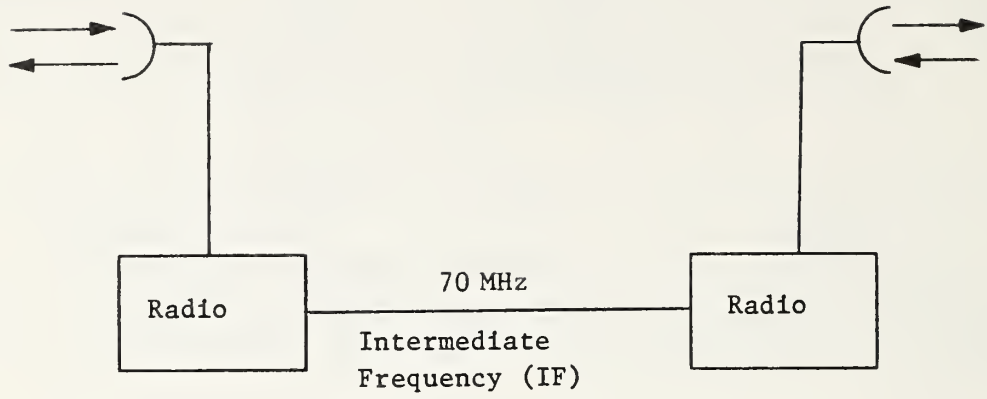 70 MHz
Radio
Radio
Intermediate
Frequency (IF)